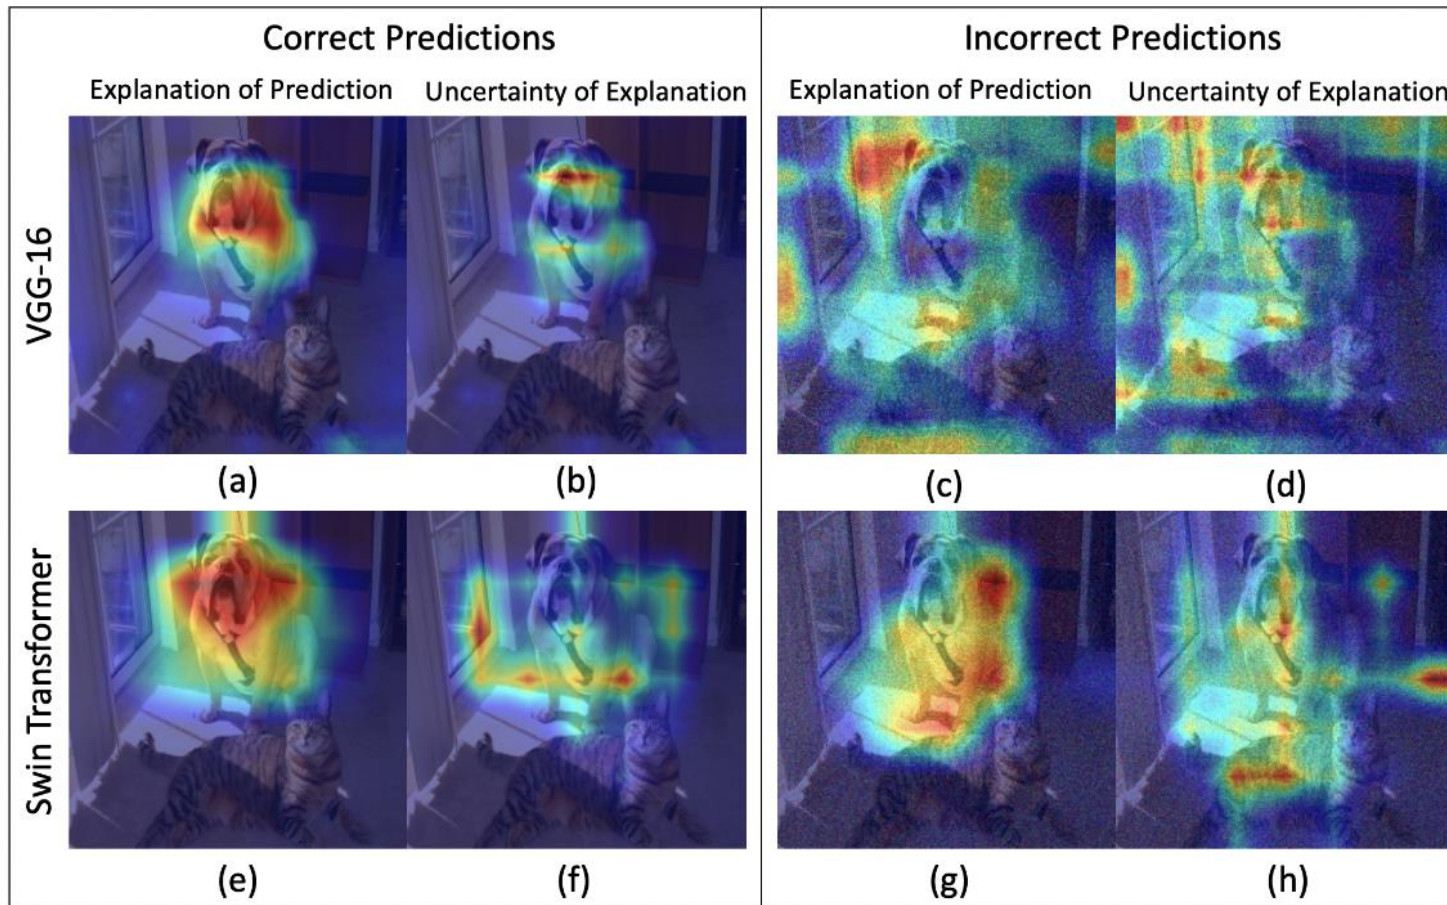 Correct Predictions
Incorrect Predictions
Explanation of Prediction
Uncertainty of Explanation
Explanation of Prediction
Uncertainty of Explanation
VGG-16
(a)
(b)
(c)
(d)
Swin Transformer
(e)
(f)
(g)
(h)